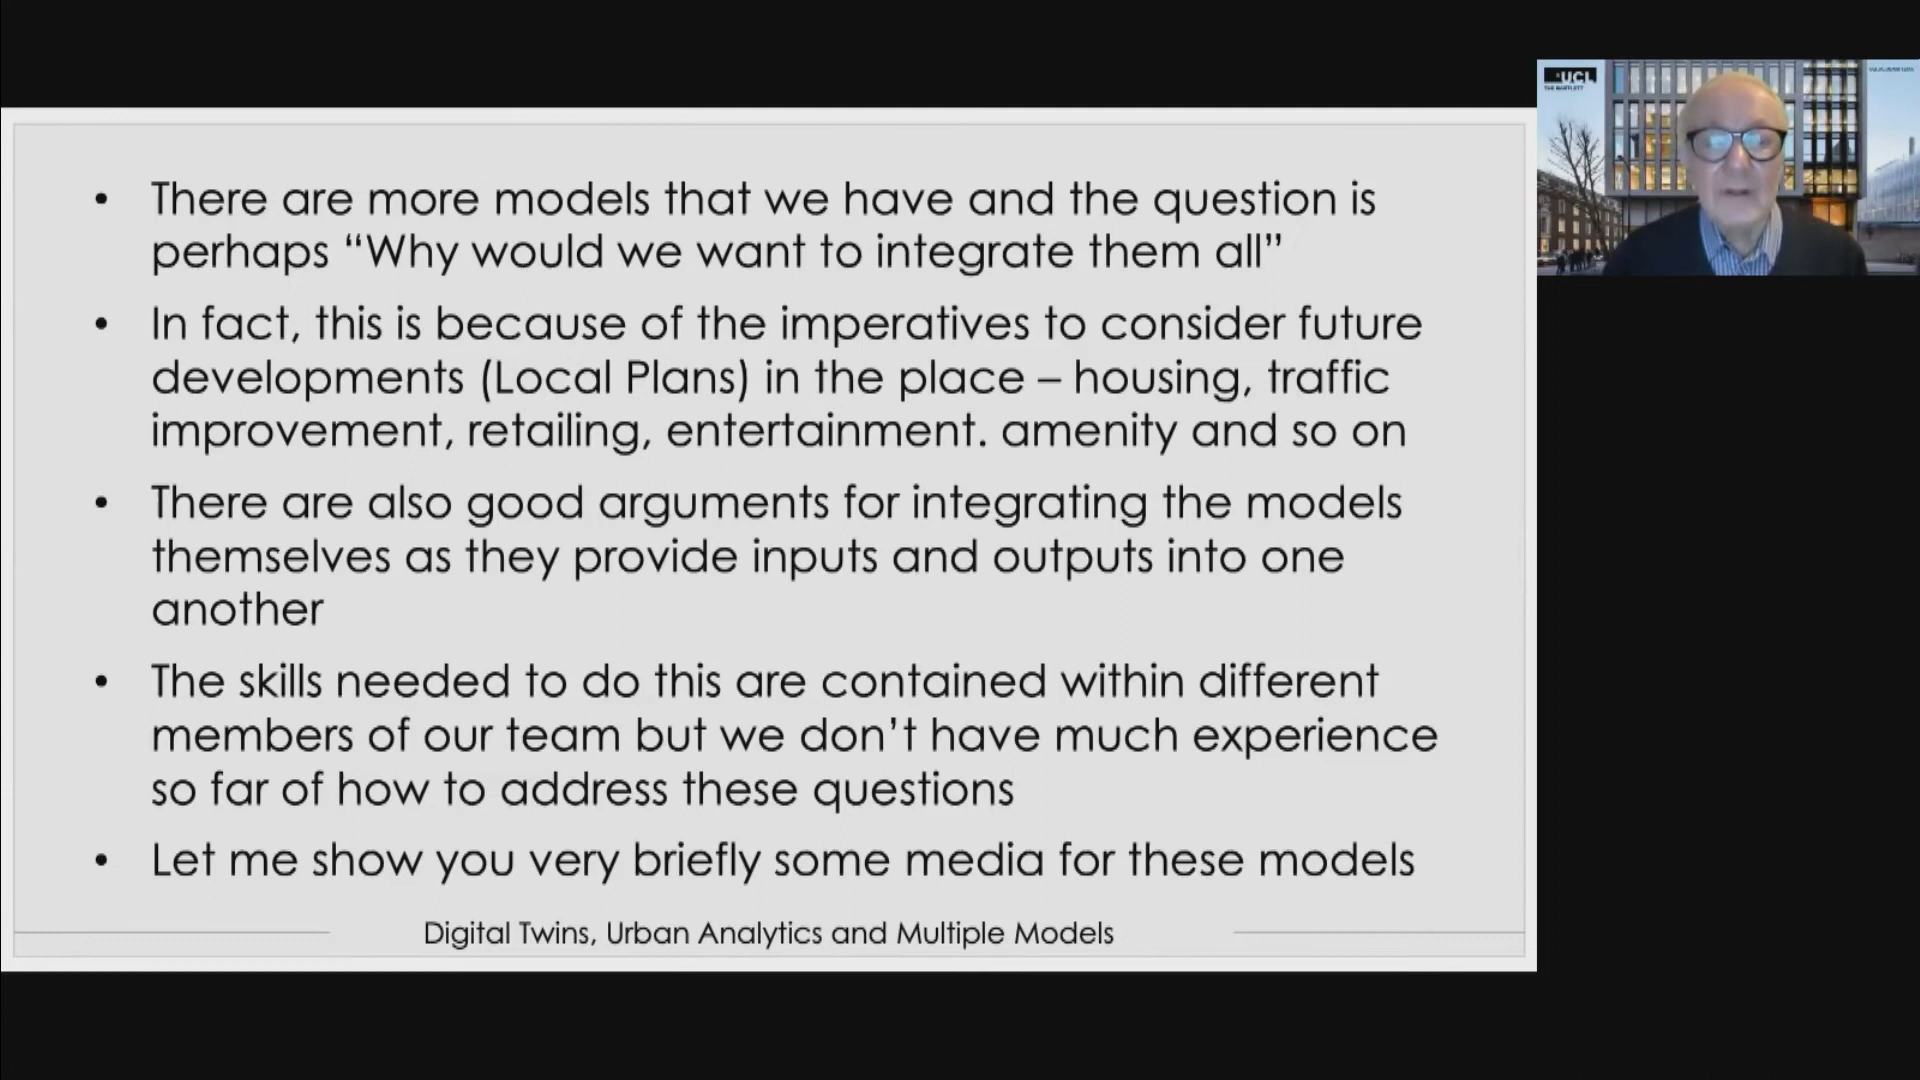 • There are more models that we have and the question is
perhaps “Why would we want to integrate them all”
• In fact, this is because of the imperatives to consider future
developments (Local Plans) in the place – housing, traffic
improvement, retailing, entertainment. amenity and so on
• There are also good arguments for integrating the models
themselves as they provide inputs and outputs into one
another
• The skills needed to do this are contained within different
members of our team but we don’t have much experience
so far of how to address these questions
• Let me show you very briefly some media for these models
Digital Twins, Urban Analytics and Multiple Models
UCL
THE BARTLETT